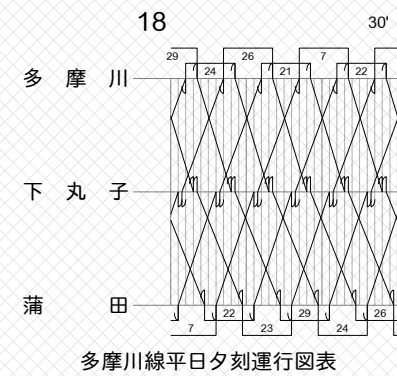 18 30'
29 26 7
24 21 22
多摩川
下丸子
蒲田
22 29 26
7 23 24
多摩川線平日夕刻運行図表